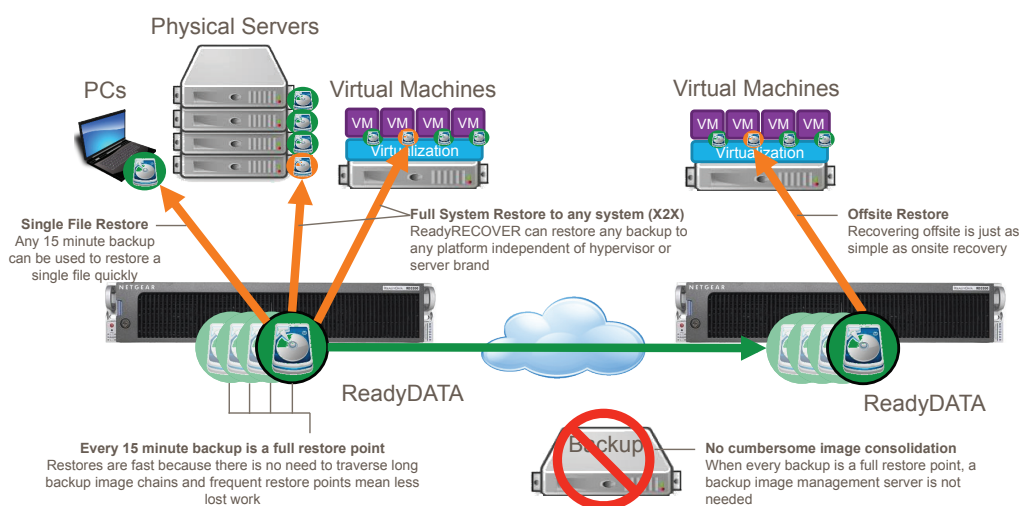 Physical Servers
PCs
Virtual Machines
Virtual Machines
VM VM VM VM
Virtualization
VM VM VM VM
Virtualization
Single File Restore
Any 15 minute backup
can be used to restore a
single file quickly
Full System Restore to any system (X2X)
ReadyRECOVER can restore any backup to
any platform independent of hypervisor or
server brand
Offsite Restore
Recovering offsite is just as
simple as onsite recovery
NETGEAR
NETGEAR
ReadyDATA
ReadyDATA
Every 15 minute backup is a full restore point
Restores are fast because there is no need to traverse long
backup image chains and frequent restore points mean less
lost work
Backup
No cumbersome image consolidation
When every backup is a full restore point, a
backup image management server is not
needed